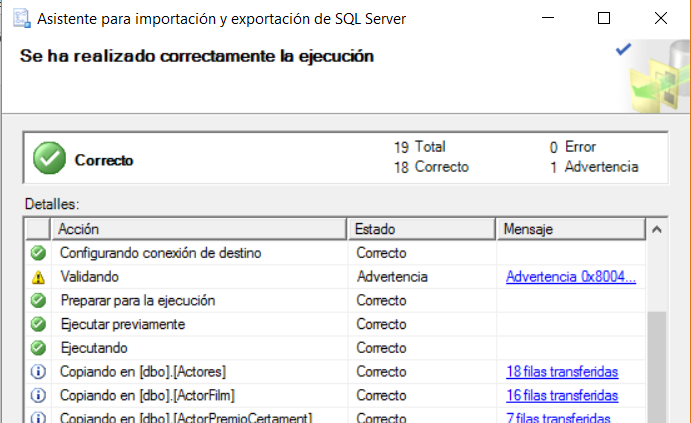 Asistente para importación y exportación de SQL Server
Se ha realizado correctamente la ejecución
Correcto
19 Total
0 Error
18 Correcto
1 Advertencia
Detalles:
Acción Estado Mensaje
Configurando conexión de destino Correcto
Validando Advertencia Advertencia 0x8004...
Preparar para la ejecución Correcto
Ejecutar previamente Correcto
Ejecutando Correcto
Copiando en [dbo].[Actores] Correcto 18 filas transferidas
Copiando en [dbo].[ActorFilm] Correcto 16 filas transferidas
Copiando en [dbo].[ActorPremioCertament] Correcto 7 filas transferidas